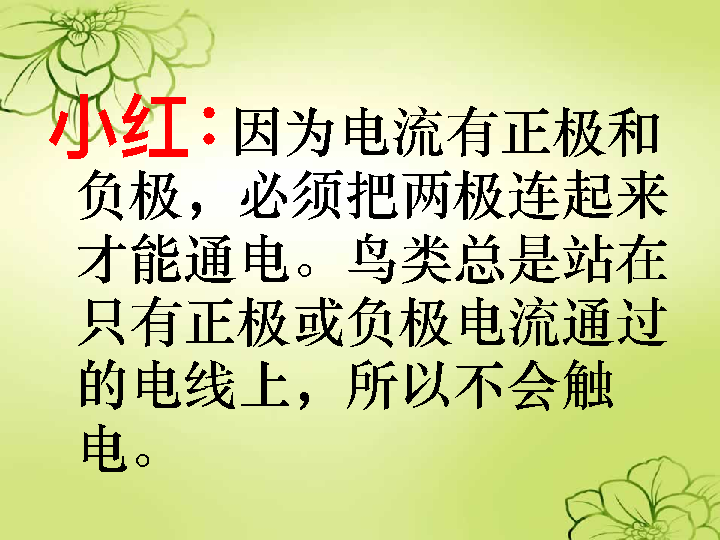 小红：因为电流有正极和
负极，必须把两极连起来
才能通电。鸟类总是站在
只有正极或负极电流通过
的电线上，所以不会触
电。